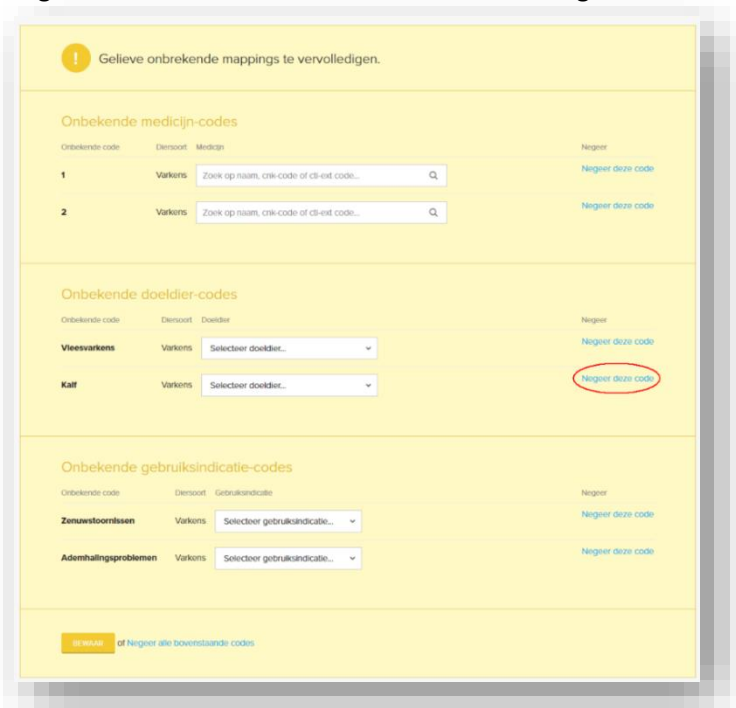 Gelieve onbrekende mappings te vervolledigen.
Onbekende medicijn-codes
Onbekende code Diersoort Medicijn Negeer
1 Varkens Zoek op naam, cnk-code of cti-ext code... Negeer deze code
2 Varkens Zoek op naam, cnk-code of cti-ext code... Negeer deze code
Onbekende doeldier-codes
Onbekende code Diersoort Doeldier Negeer
Vleesvarkens Varkens Selecteer doeldier... Negeer deze code
Kalf Varkens Selecteer doeldier... Negeer deze code
Onbekende gebruiksindicatie-codes
Onbekende code Diersoort Gebruiksindicatie Negeer
Zenuwstoornissen Varkens Selecteer gebruiksindicatie... Negeer deze code
Ademhalingsproblemen Varkens Selecteer gebruiksindicatie... Negeer deze code
BEWAAR of Negeer alle bovenstaande codes